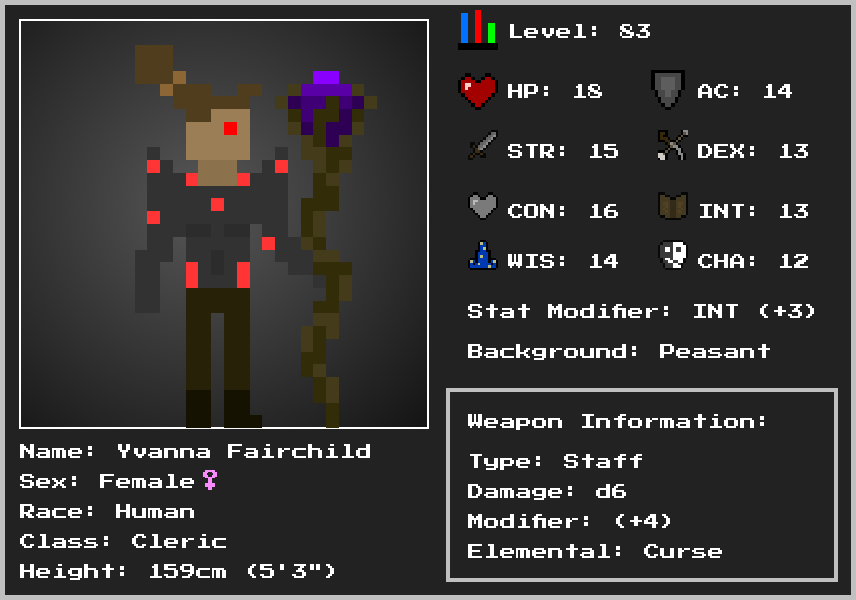 Level: 83
HP: 18
AC: 14
STR: 15
DEX: 13
CON: 16
INT: 13
WIS: 14
CHA: 12
Stat Modifier: INT (+3)
Background: Peasant
Weapon Information:
Type: Staff
Damage: d6
Modifier: (+4)
Elemental: Curse
Name: Yvanna Fairchild
Sex: Female♀
Race: Human
Class: Cleric
Height: 159cm (5'3")